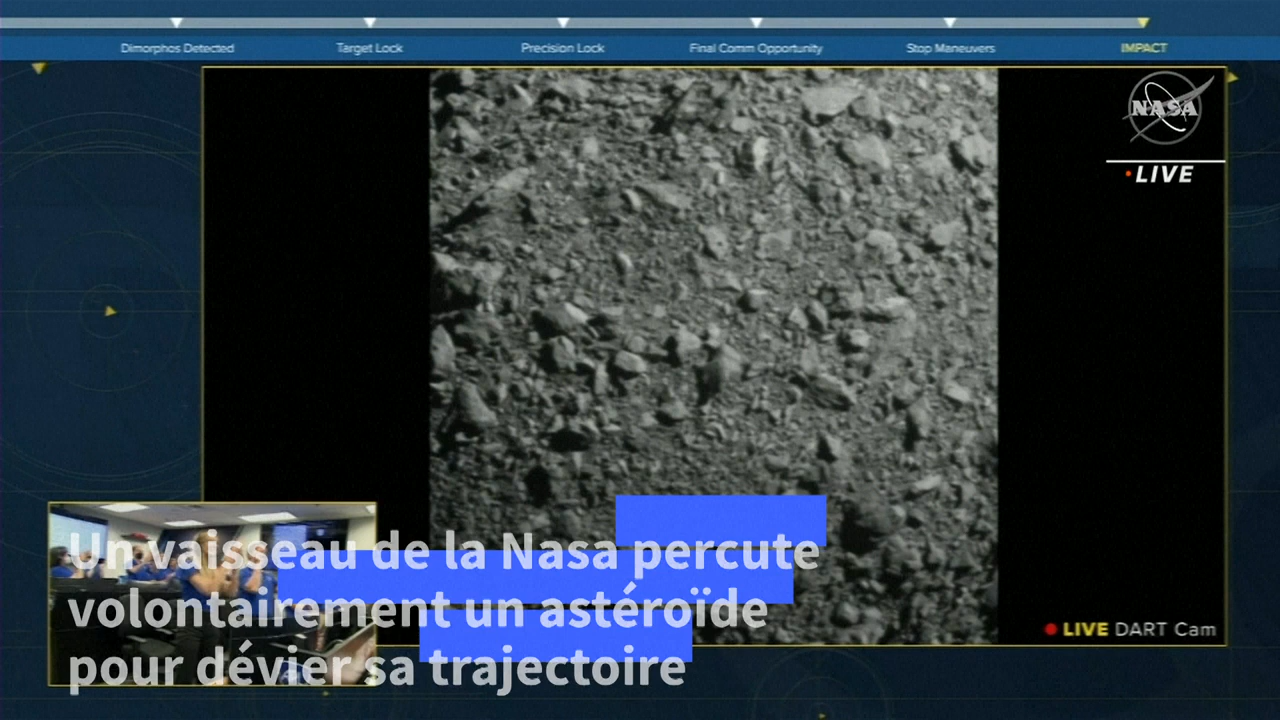 Dimorphos Detected
Target Lock
Precision Lock
Final Comm Opportunity
Stop Maneuvers
IMPACT
NASA
LIVE
Un vaisseau de la Nasa percute
volontairement un astéroïde
pour dévier sa trajectoire
LIVE DART Cam